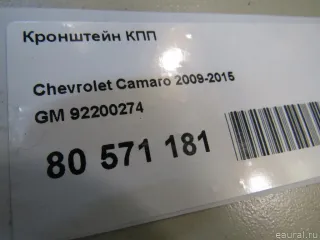 Кронштейн КПП
Chevrolet Camaro 2009-2015
GM 92200274
80 571 181
eaural.ru